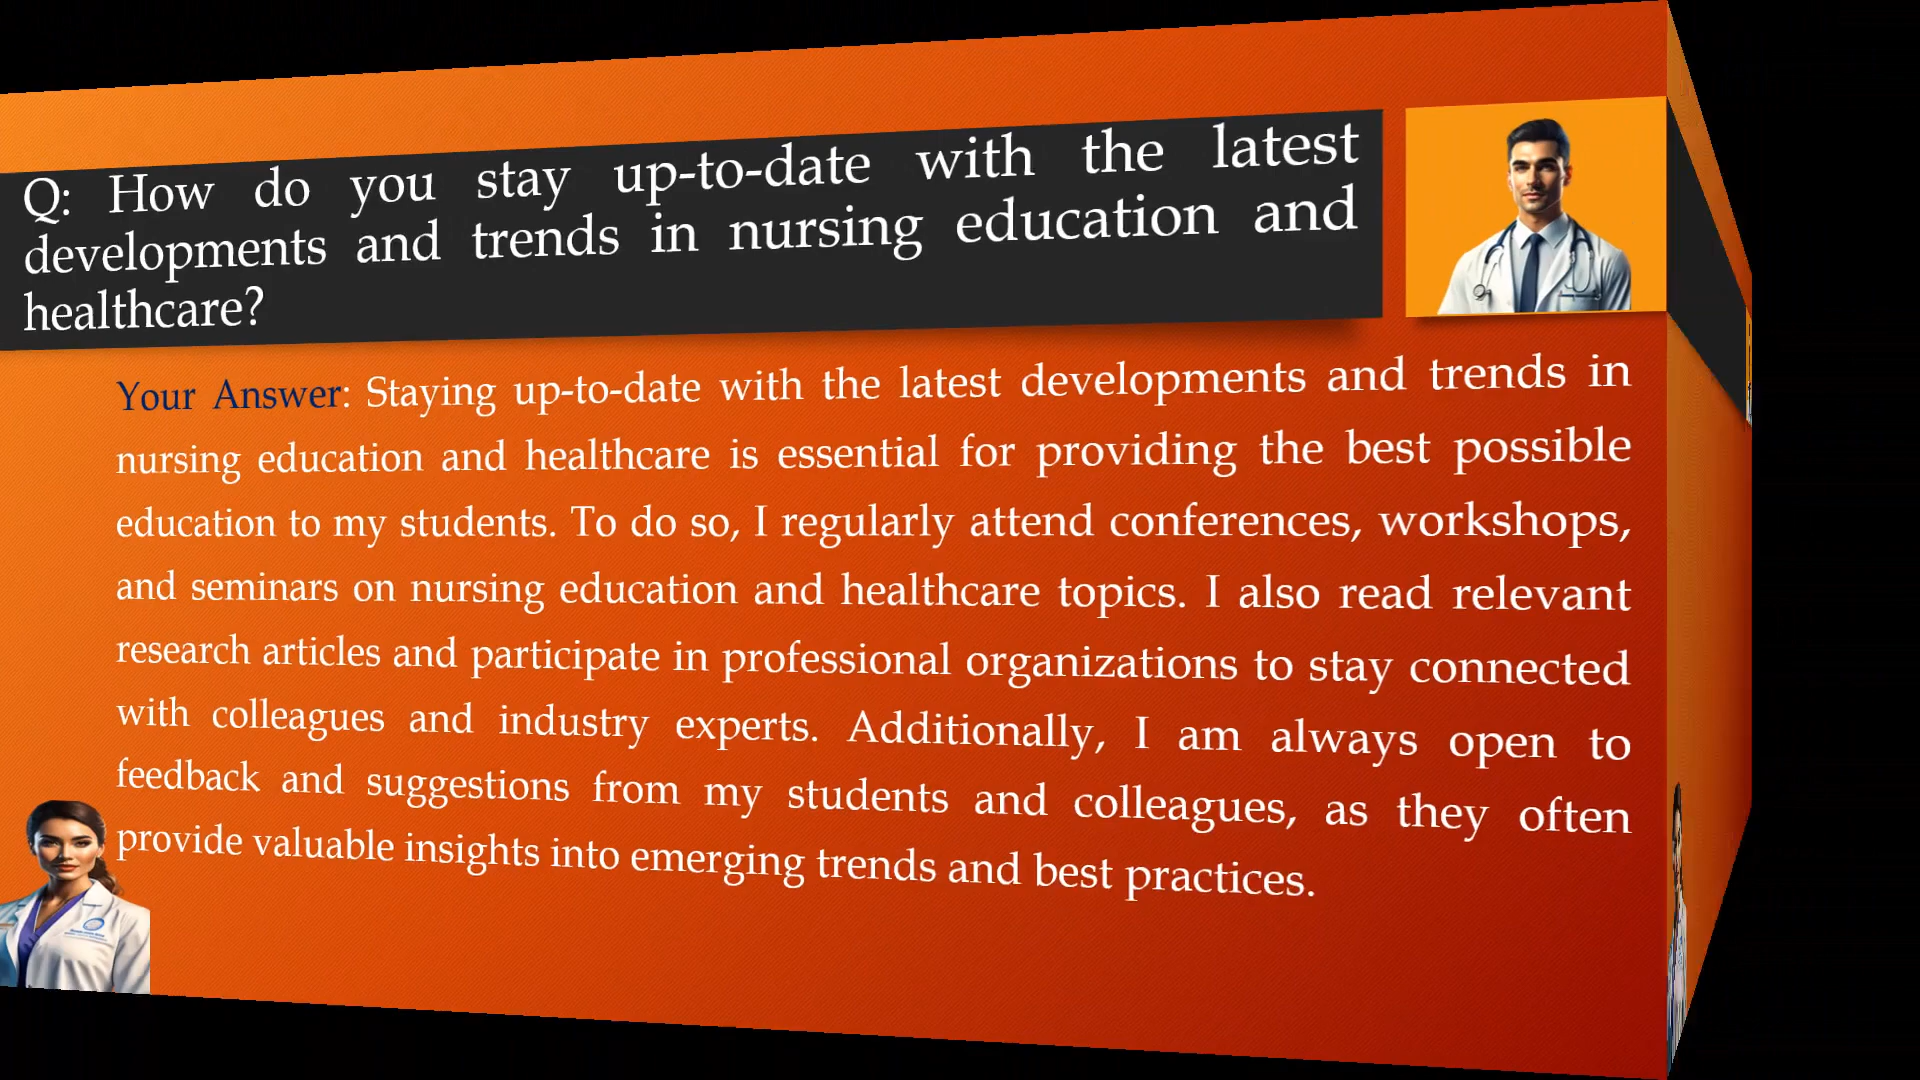 Q: How do you stay up-to-date with the latest
developments and trends in nursing education and
healthcare?
Your Answer: Staying up-to-date with the latest developments and trends in
nursing education and healthcare is essential for providing the best possible
education to my students. To do so, I regularly attend conferences, workshops,
and seminars on nursing education and healthcare topics. I also read relevant
research articles and participate in professional organizations to stay connected
with colleagues and industry experts. Additionally, I am always open to
feedback and suggestions from my students and colleagues, as they often
provide valuable insights into emerging trends and best practices.